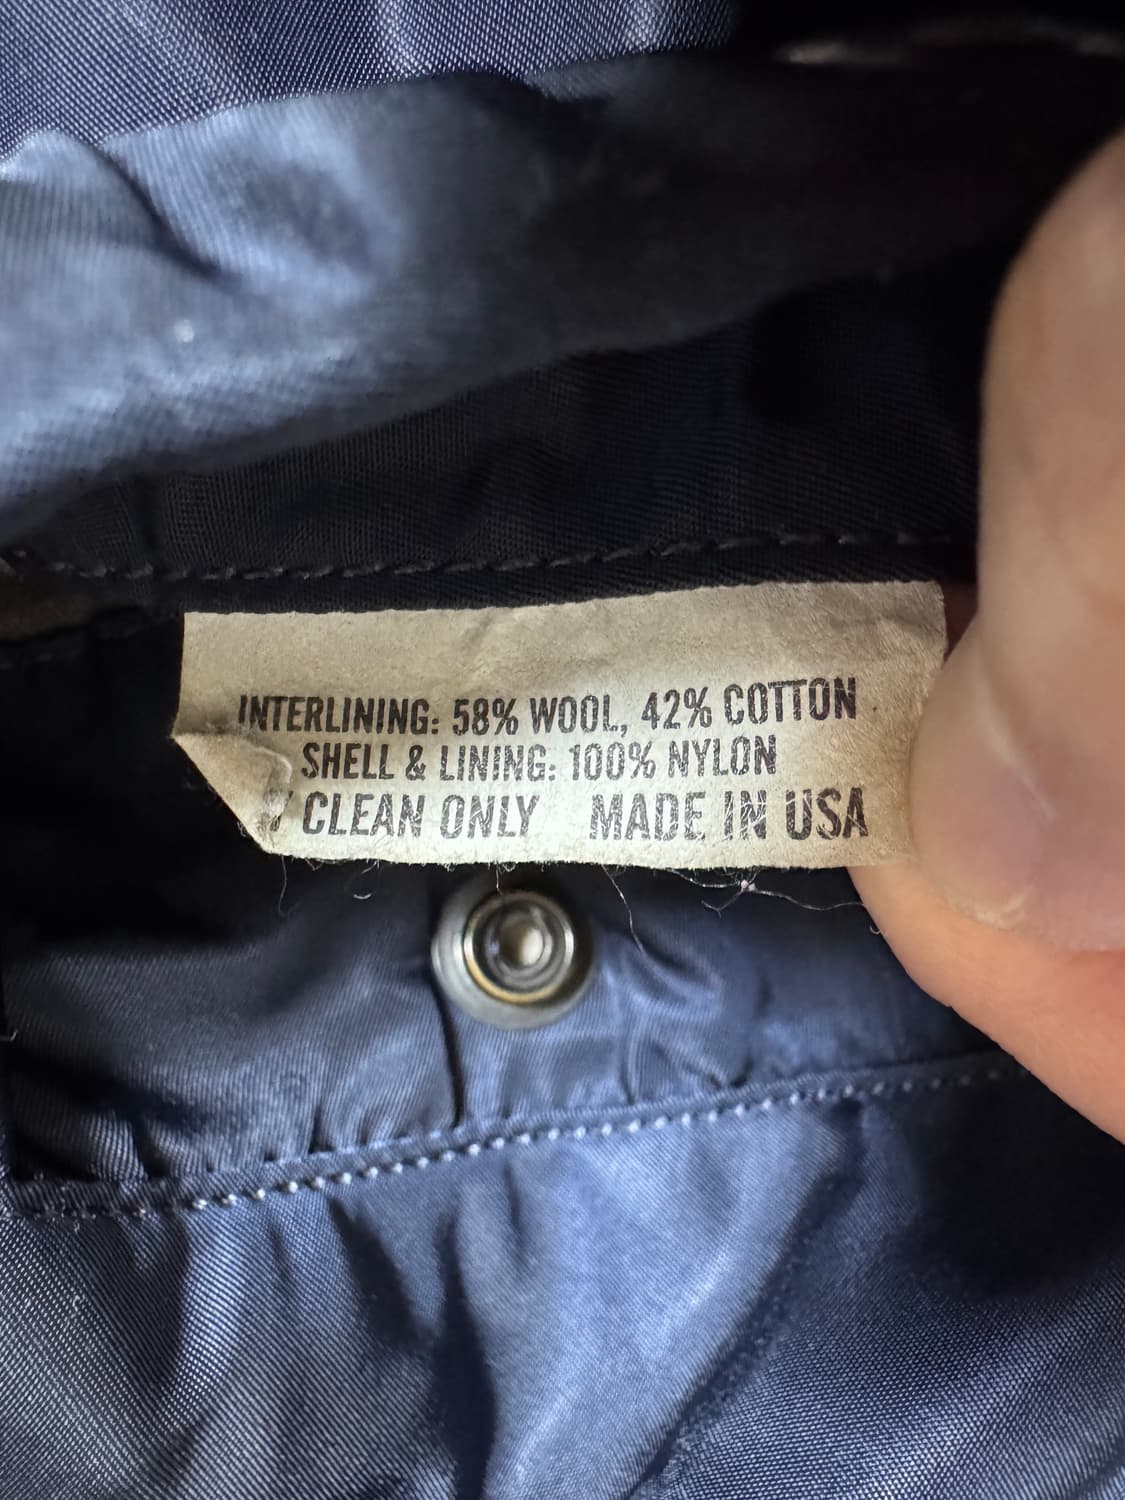 INTERLINING: 58% WOOL, 42% COTTON
SHELL & LINING: 100% NYLON
CLEAN ONLY MADE IN USA